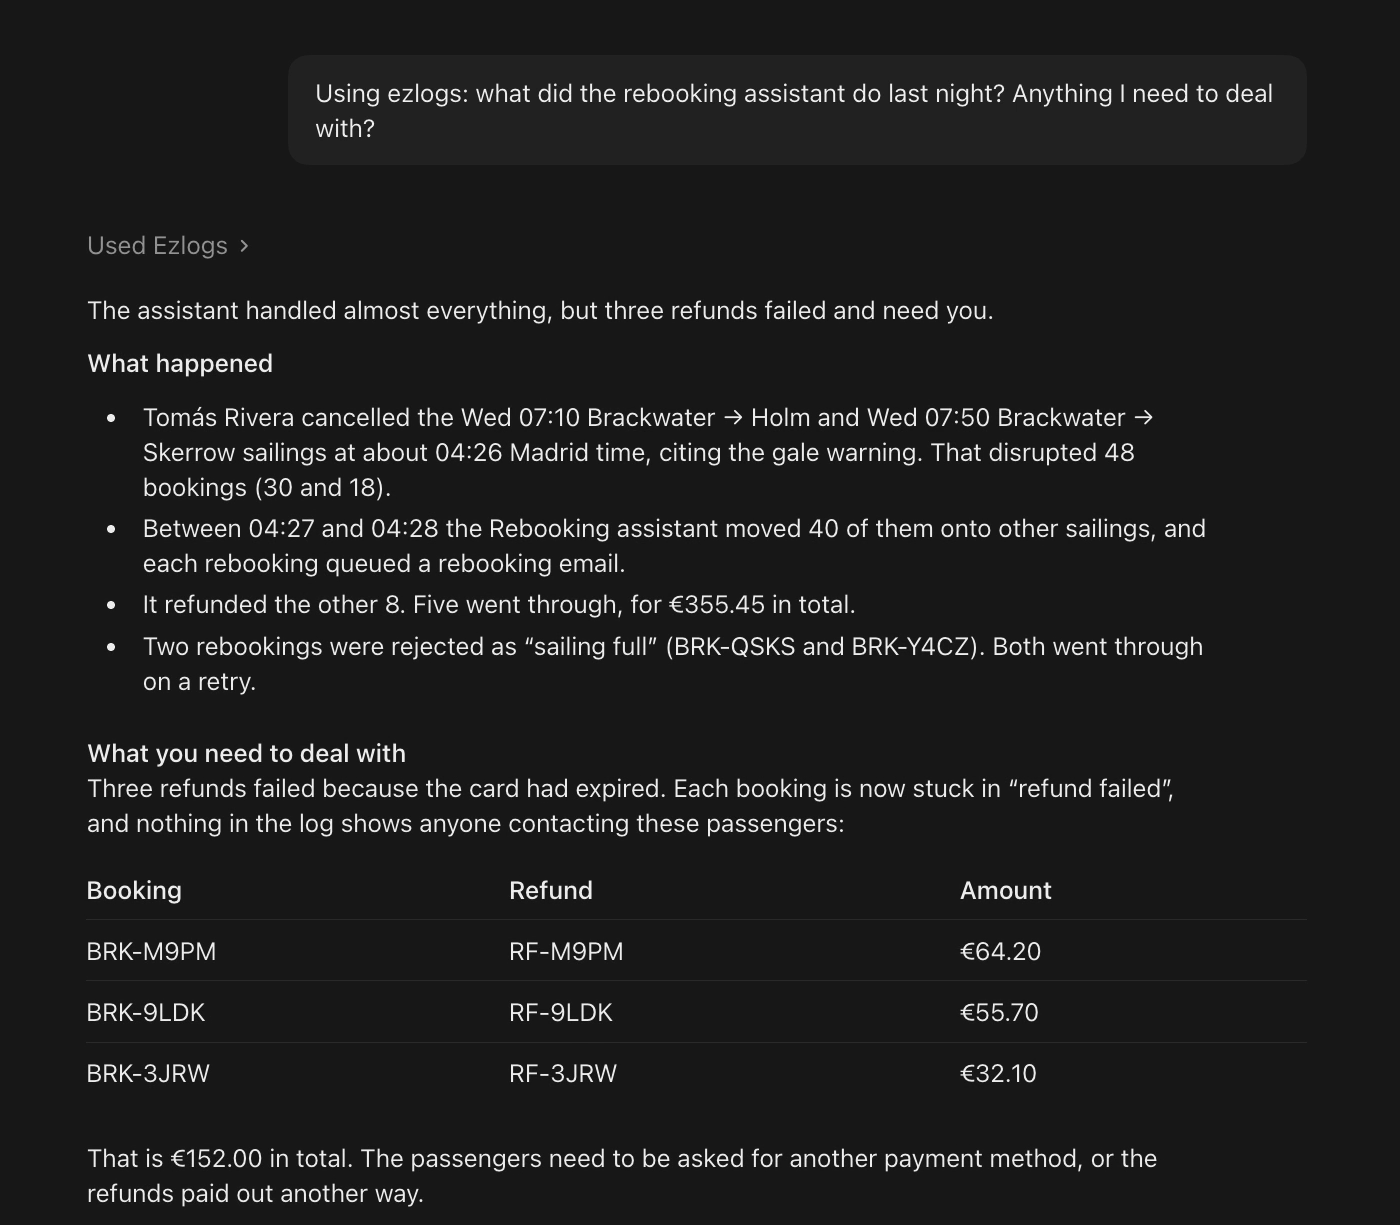 Using ezlogs: what did the rebooking assistant do last night? Anything I need to deal
with?
Used Ezlogs >
The assistant handled almost everything, but three refunds failed and need you.
What happened
• Tomás Rivera cancelled the Wed 07:10 Brackwater → Holm and Wed 07:50 Brackwater →
Skerrow sailings at about 04:26 Madrid time, citing the gale warning. That disrupted 48
bookings (30 and 18).
• Between 04:27 and 04:28 the Rebooking assistant moved 40 of them onto other sailings, and
each rebooking queued a rebooking email.
• It refunded the other 8. Five went through, for €355.45 in total.
• Two rebookings were rejected as “sailing full” (BRK-QSKS and BRK-Y4CZ). Both went through
on a retry.
What you need to deal with
Three refunds failed because the card had expired. Each booking is now stuck in “refund failed”,
and nothing in the log shows anyone contacting these passengers:
Booking Refund Amount
BRK-M9PM RF-M9PM €64.20
BRK-9LDK RF-9LDK €55.70
BRK-3JRW RF-3JRW €32.10
That is €152.00 in total. The passengers need to be asked for another payment method, or the
refunds paid out another way.